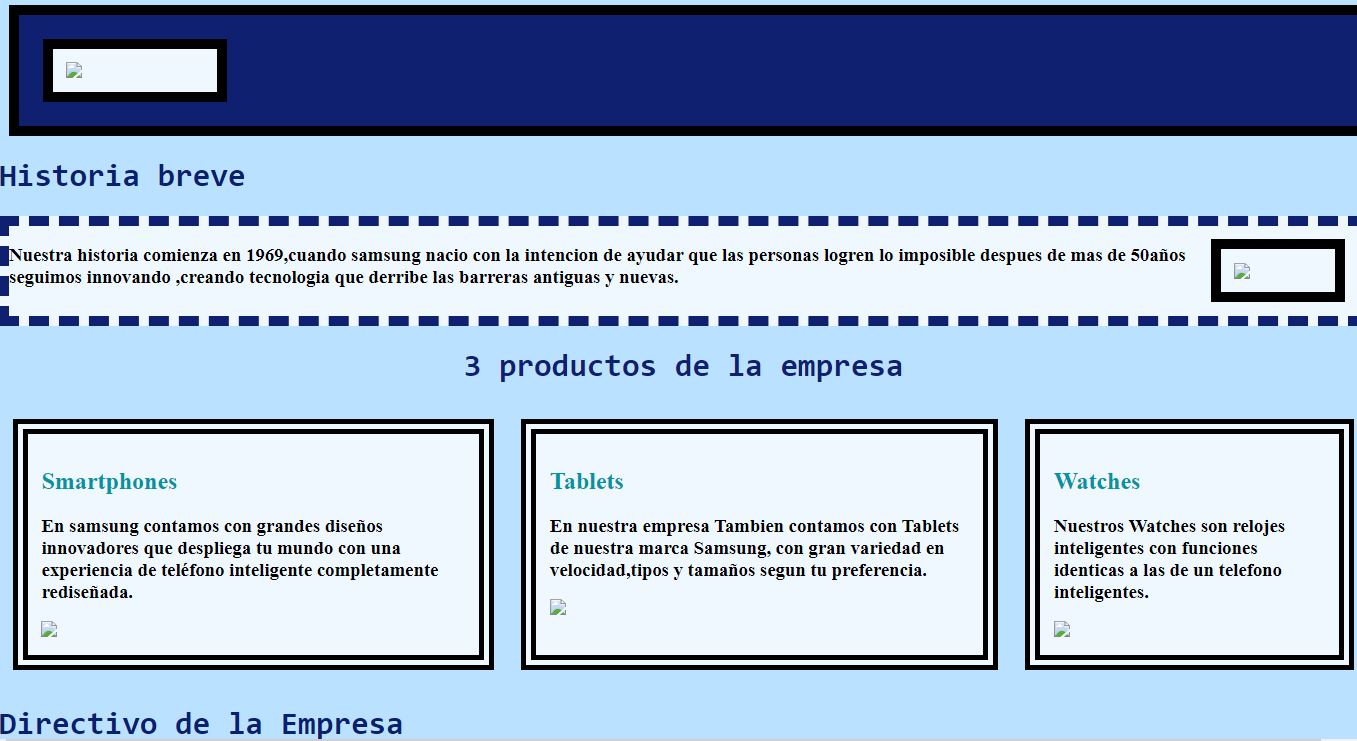 Historia breve
Nuestra historia comienza en 1969,cuando samsung nacio con la intencion de ayudar que las personas logren lo imposible despues de mas de 50años
seguimos innovando ,creando tecnologia que derribe las barreras antiguas y nuevas.
3 productos de la empresa
Smartphones
En samsung contamos con grandes diseños
innovadores que despliega tu mundo con una
experiencia de teléfono inteligente completamente
rediseñada.
Tablets
En nuestra empresa Tambien contamos con Tablets
de nuestra marca Samsung, con gran variedad en
velocidad,tipos y tamaños segun tu preferencia.
Watches
Nuestros Watches son relojes
inteligentes con funciones
identicas a las de un telefono
inteligentes.
Directivo de la Empresa